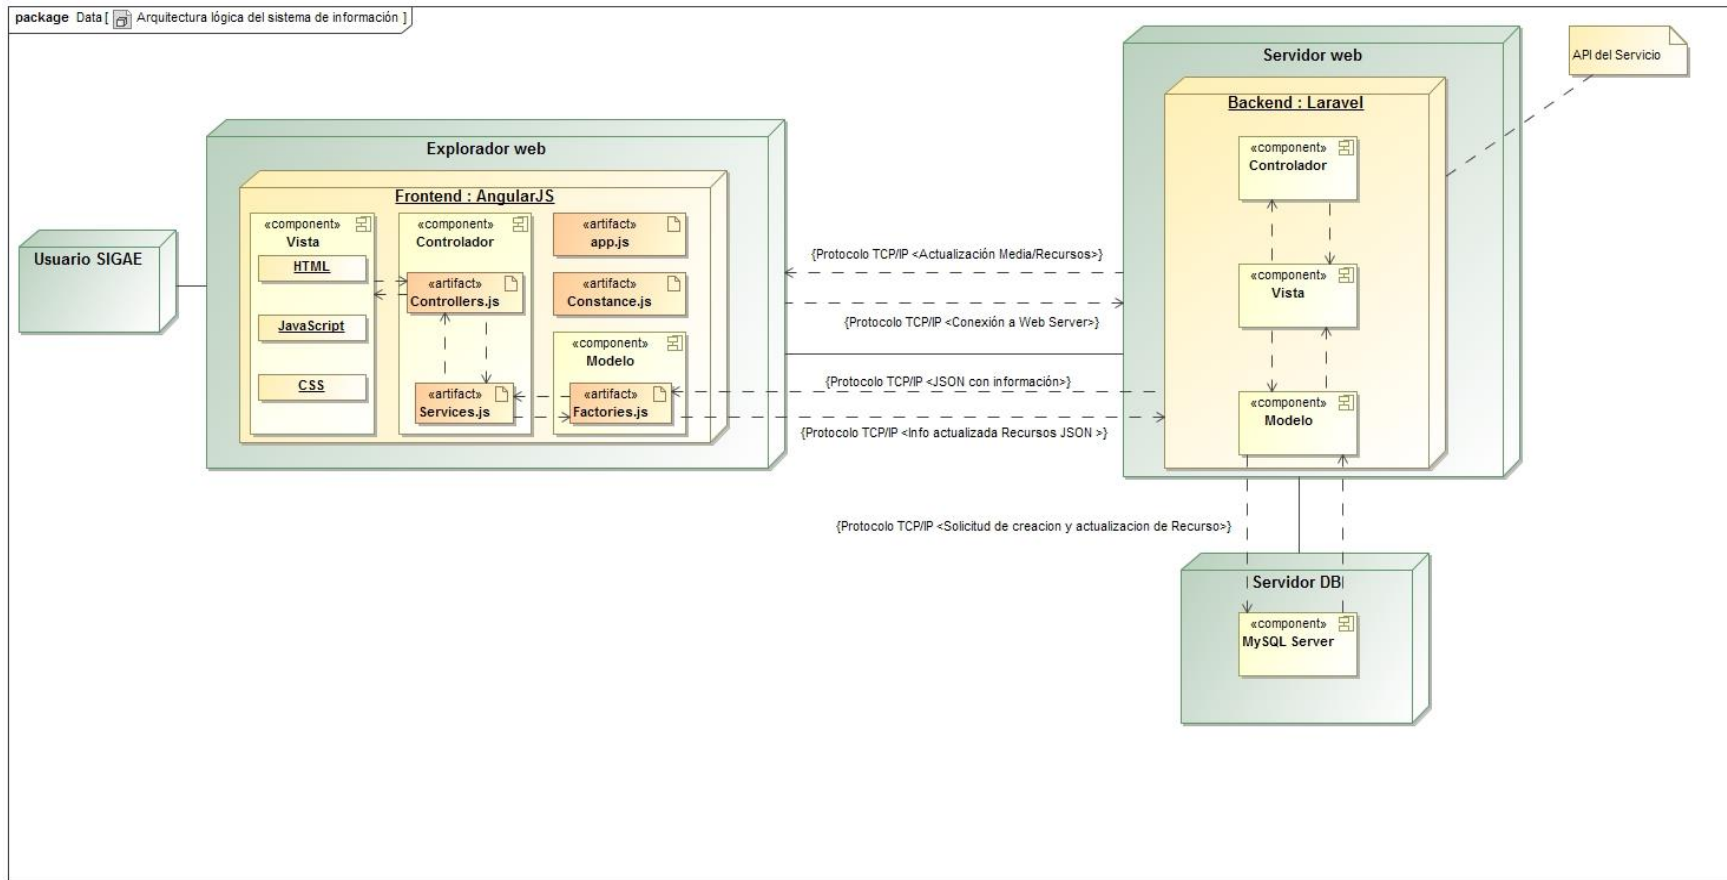 package Data [ Arquitectura lógica del sistema de información ]
Usuario SIGAE
Explorador web
Frontend : AngularJS
«component»
Vista
HTML
JavaScript
CSS
«component»
Controlador
«artifact»
Controllers.js
«artifact»
Services.js
«artifact»
app.js
«artifact»
Constance.js
«component»
Modelo
«artifact»
Factories.js
{Protocolo TCP/IP <Actualización Media/Recursos>}
{Protocolo TCP/IP <Conexión a Web Server>}
{Protocolo TCP/IP <JSON con información>}
{Protocolo TCP/IP <Info actualizada Recursos JSON >}
Servidor web
Backend : Laravel
«component»
Controlador
«component»
Vista
«component»
Modelo
API del Servicio
{Protocolo TCP/IP <Solicitud de creacion y actualizacion de Recurso>}
Servidor DB
«component»
MySQL Server